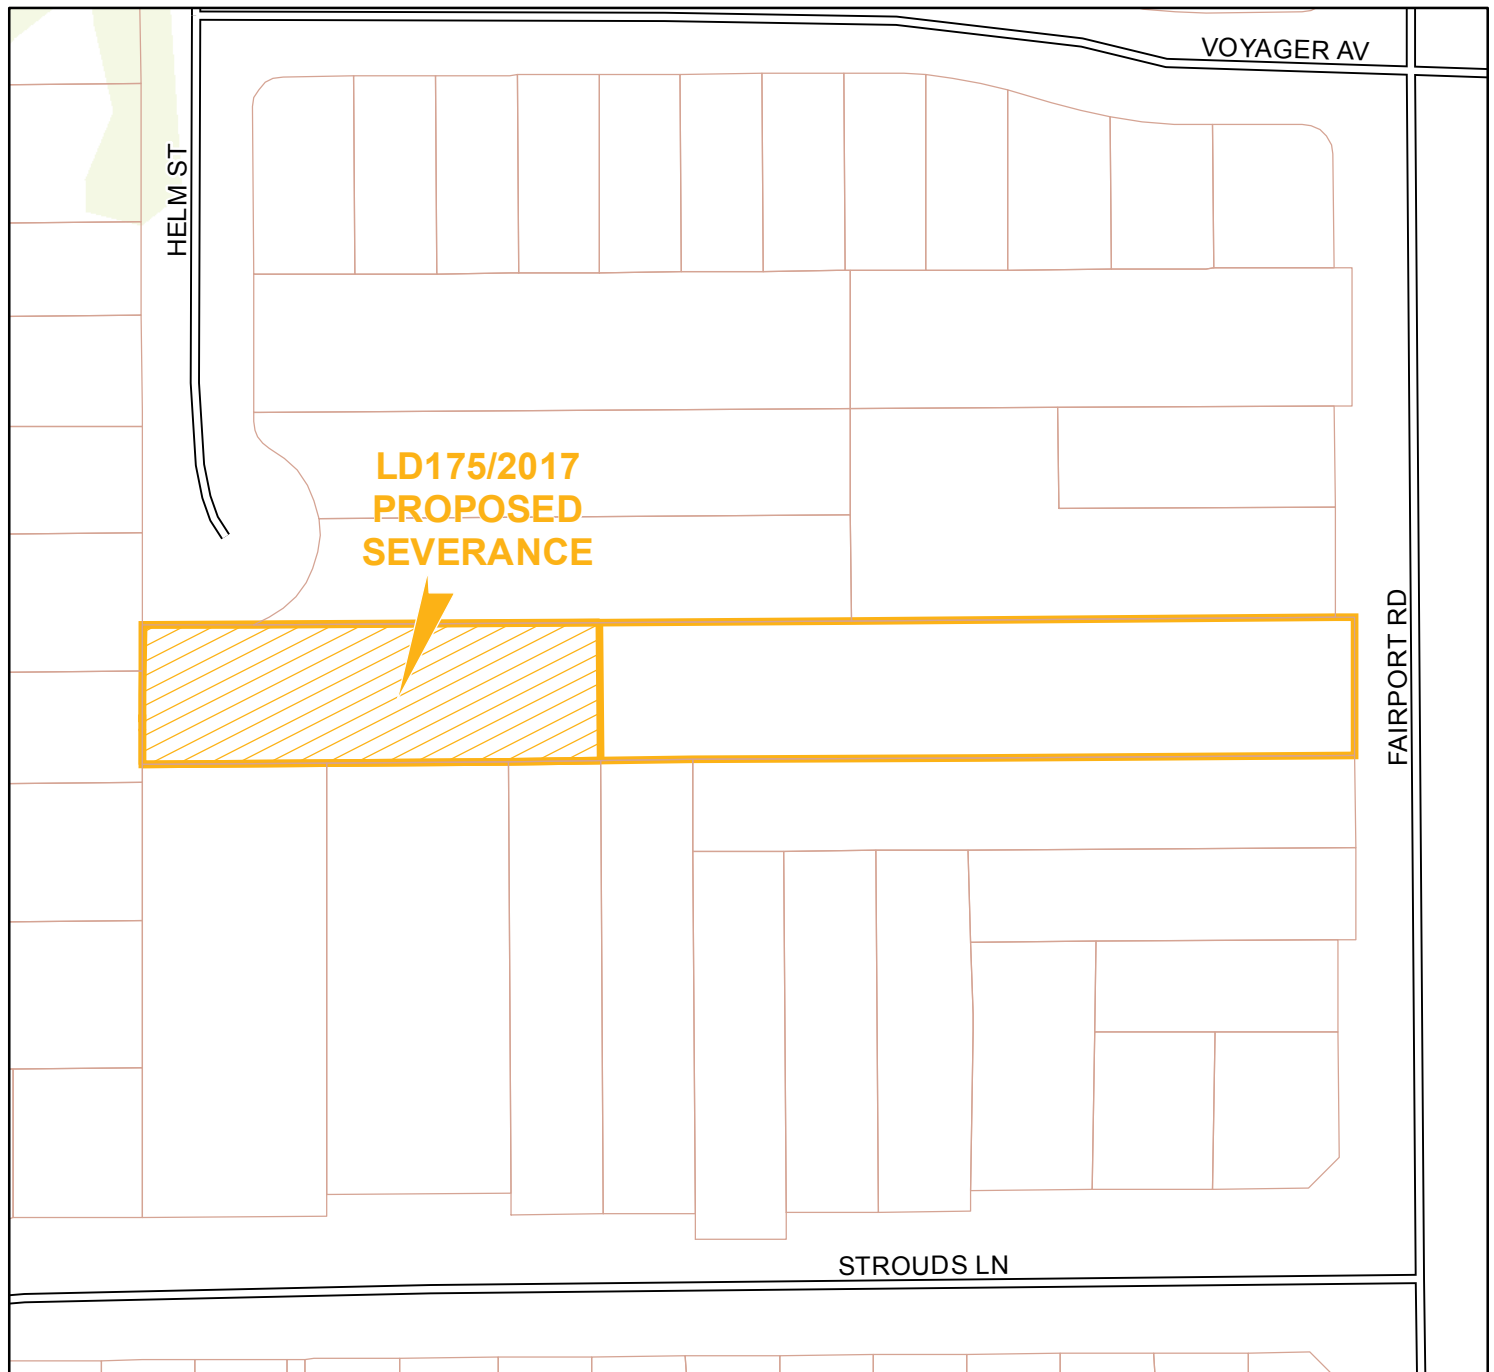 VOYAGER AV
HELM ST
LD175/2017
PROPOSED
SEVERANCE
FAIRPORT RD
STROUDS LN